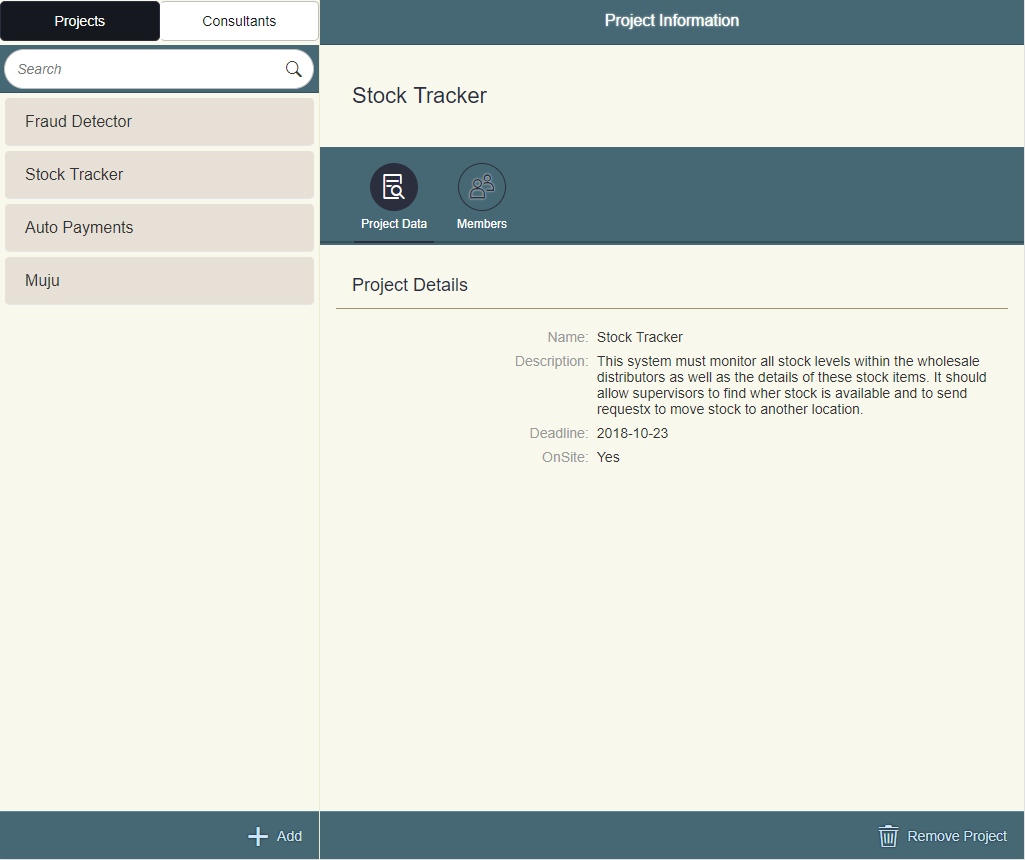 Projects
Consultants
Search
Fraud Detector
Stock Tracker
Auto Payments
Muju
Add
Project Information
Stock Tracker
Project Data
Members
Project Details
Name: Stock Tracker
Description: This system must monitor all stock levels within the wholesale
distributors as well as the details of these stock items. It should
allow supervisors to find wher stock is available and to send
requestx to move stock to another location.
Deadline: 2018-10-23
OnSite: Yes
Remove Project